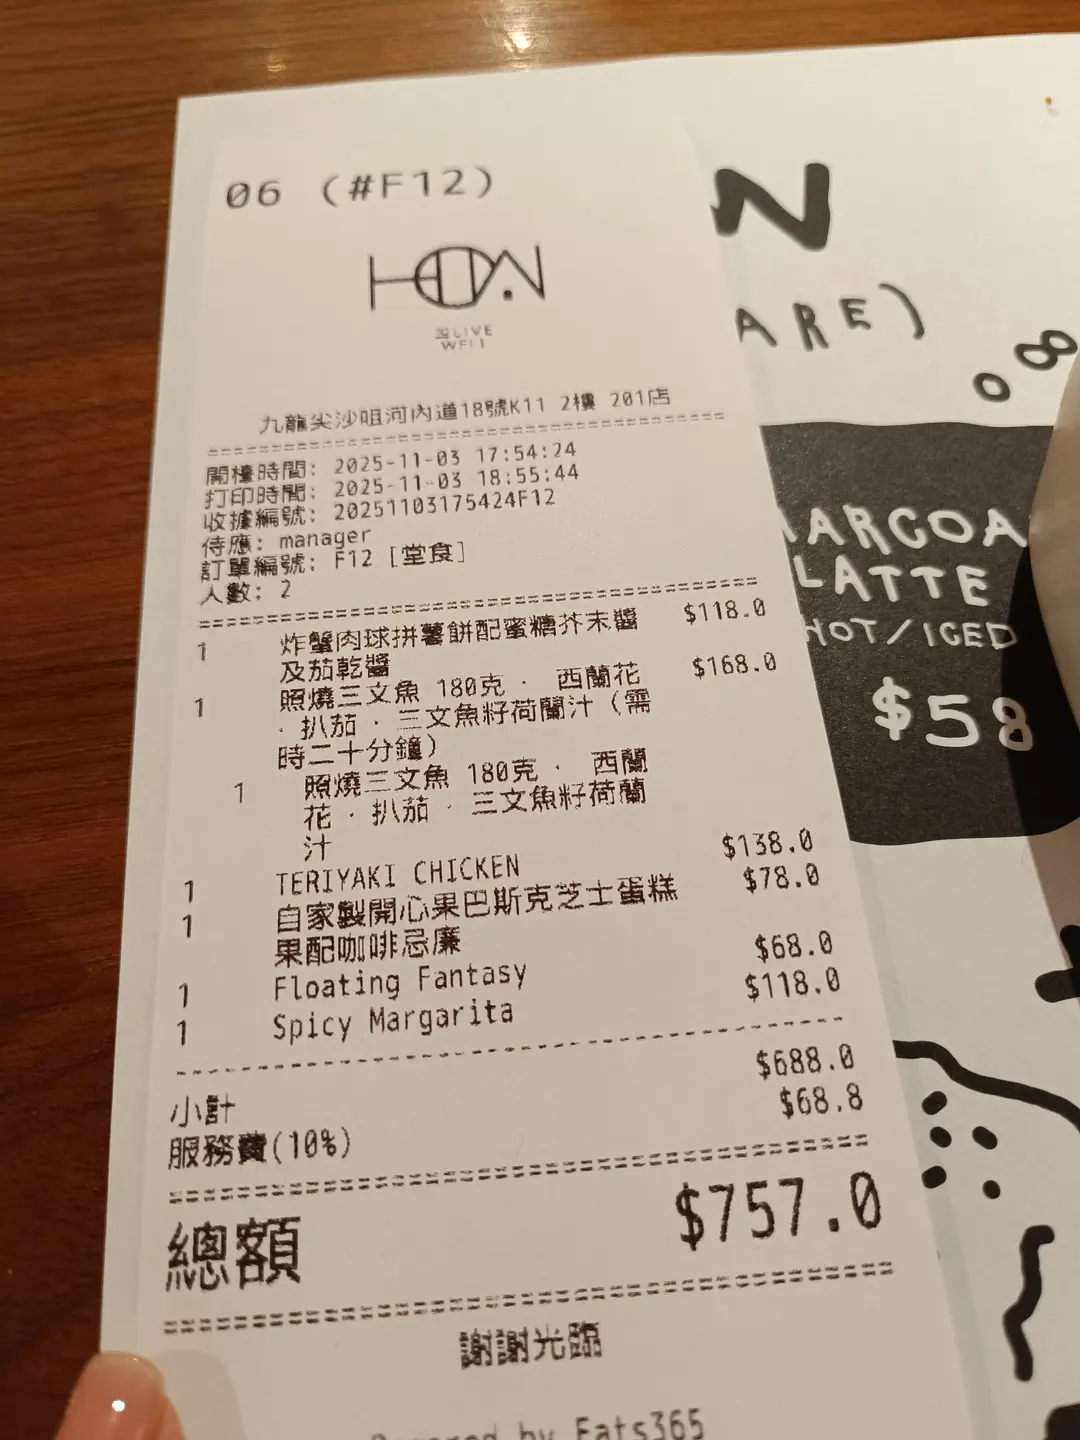 06 (#F12)
HON.
LIVE
WELL
九龍尖沙咀河內道18號K11 2樓 201店
開檯時間: 2025-11-03 17:54:24
打印時間: 2025-11-03 18:55:44
收據編號: 20251103175424F12
侍應: manager
訂單編號: F12 [堂食]
人數: 2
1 炸蟹肉球拼薯餅配蜜糖芥末醬 $118.0
及茄乾醬
1 照燒三文魚 180克 · 西蘭花 $168.0
· 扒茄 · 三文魚籽荷蘭汁 (需
時二十分鐘)
1 照燒三文魚 180克 · 西蘭
花 · 扒茄 · 三文魚籽荷蘭
汁
1 TERIYAKI CHICKEN $138.0
1 自家製開心果巴斯克芝士蛋糕 $78.0
果配咖啡忌廉
1 Floating Fantasy $68.0
1 Spicy Margarita $118.0
小計 $688.0
服務費(10%) $68.8
總額 $757.0
謝謝光臨
Powered by Eats365
N
ARE)
ARCOA
LATTE
HOT/ICED
$58